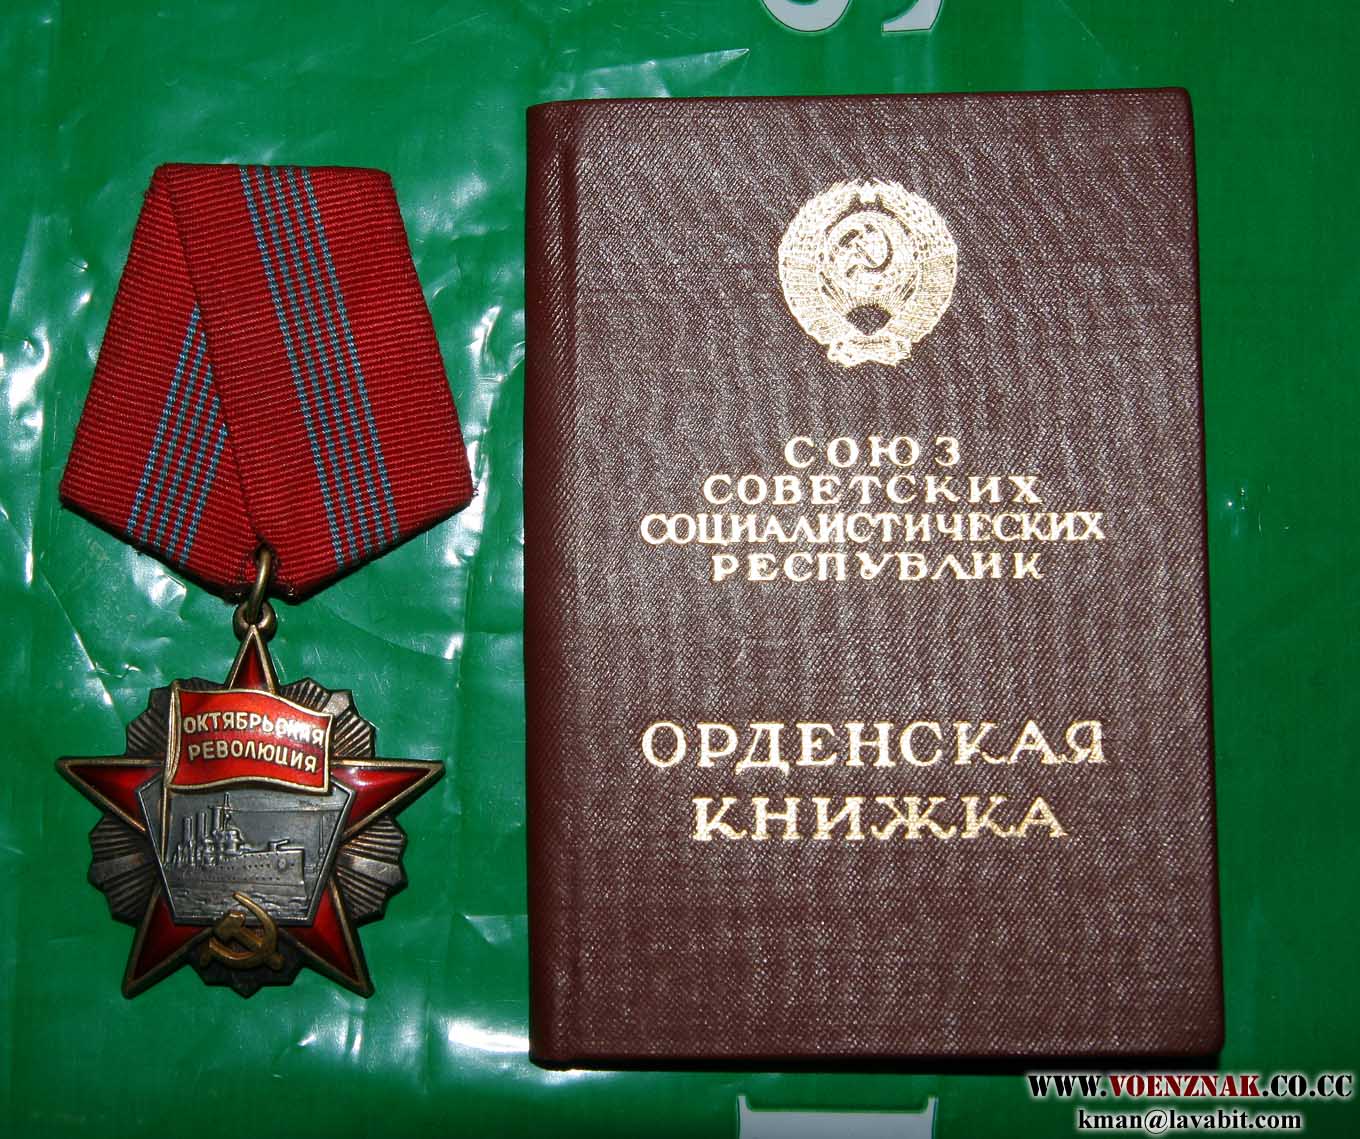 СОЮЗ
СОВЕТСКИХ
СОЦИАЛИСТИЧЕСКИХ
РЕСПУБЛИК
ОРДЕНСКАЯ
КНИЖКА
ОКТЯБРЬСКАЯ
РЕВОЛЮЦИЯ
WWW.VOENZNAK.CO.CC
kman@lavabit.com